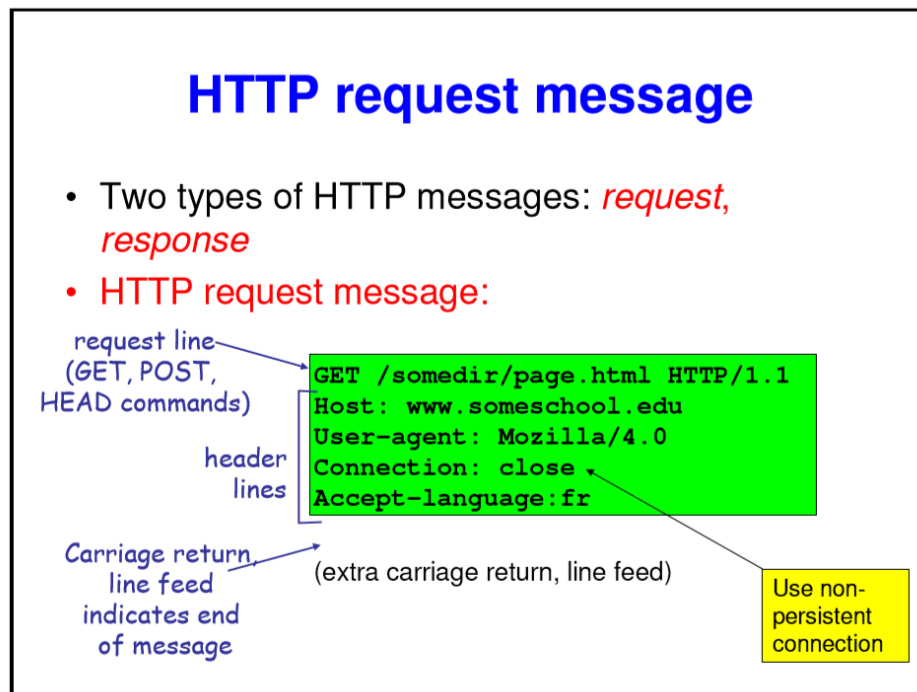 HTTP request message
• Two types of HTTP messages: request,
response
• HTTP request message:
request line
(GET, POST,
HEAD commands)
GET /somedir/page.html HTTP/1.1
Host: www.someschool.edu
User-agent: Mozilla/4.0
Connection: close
Accept-language:fr
header
lines
Carriage return,
line feed
indicates end
of message
(extra carriage return, line feed)
Use non-
persistent
connection